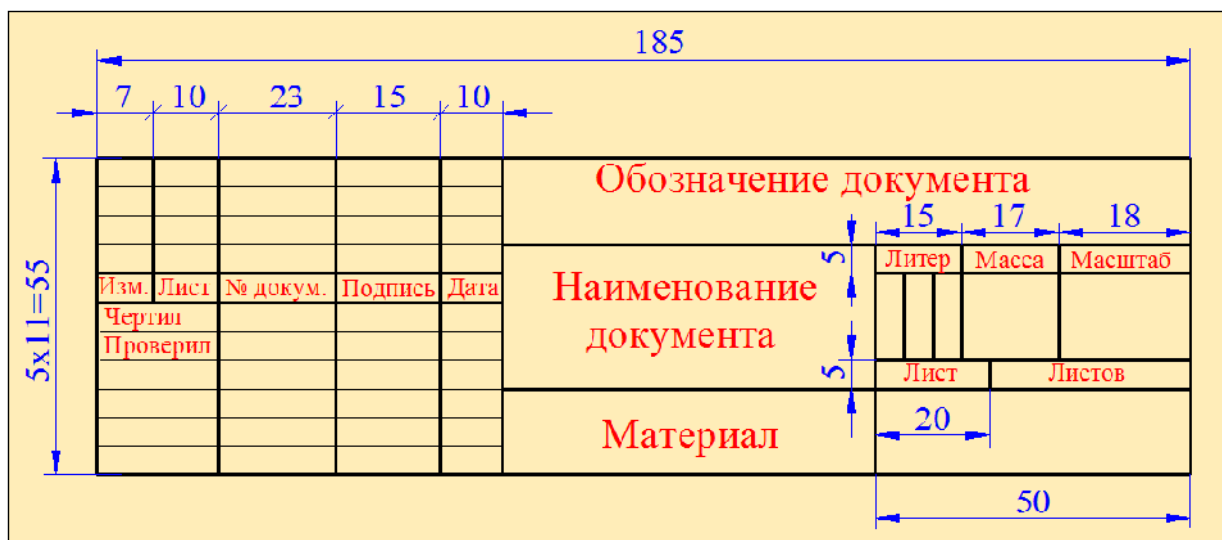 185
7 10 23 15 10
Обозначение документа
15 17 18
5 Литер Масса Масштаб
5х11=55
Изм. Лист № докум. Подпись Дата
Наименование
документа
Чертил
Проверил
5 Лист Листов
20
Материал
50